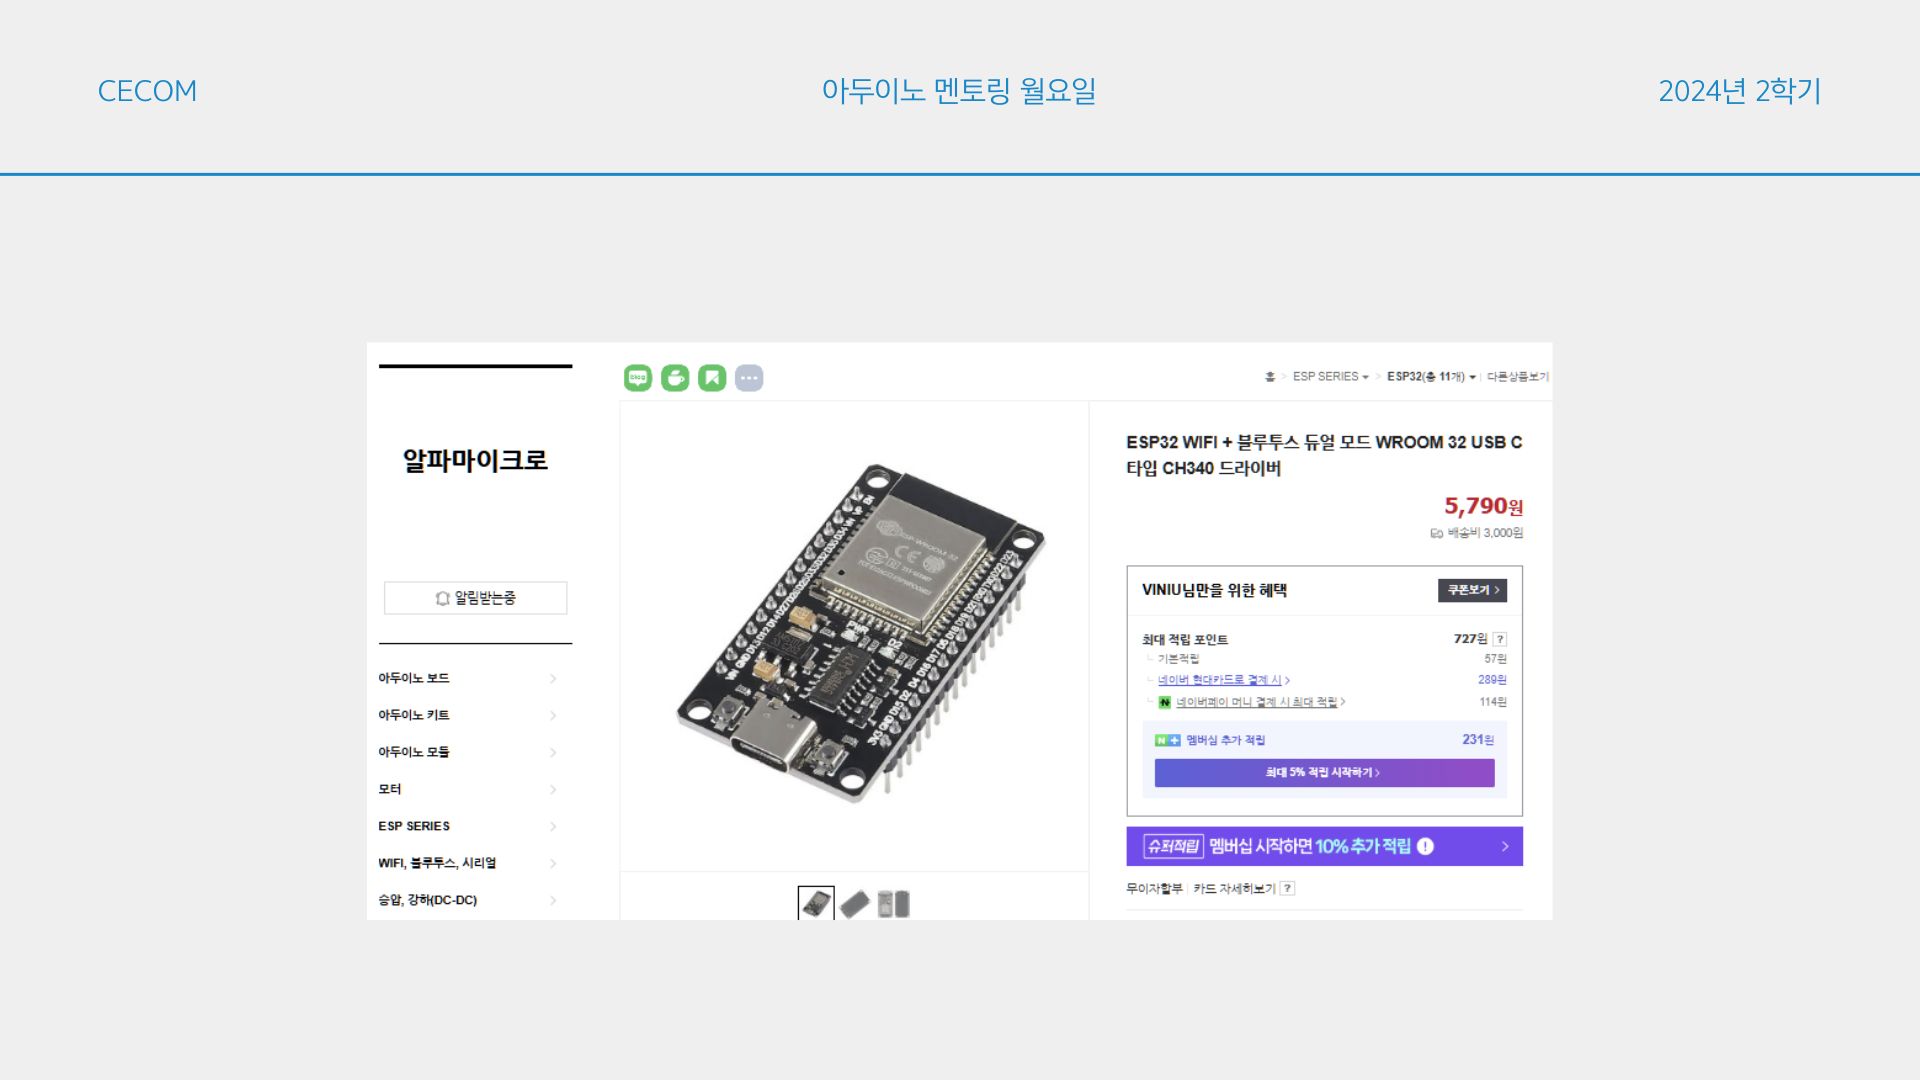 CECOM
아두이노 멘토링 월요일
2024년 2학기
알파마이크로
알림받는중
아두이노 보드
아두이노 키트
아두이노 모듈
모터
ESP SERIES
WIFI, 블루투스, 시리얼
승압, 강하(DC-DC)
blog
홈 > ESP SERIES > ESP32(총 11개) 다른상품보기
ESP-WROOM-32
ESP32 WIFI + 블루투스 듀얼 모드 WROOM 32 USB C
타입 CH340 드라이버
5,790원
배송비 3,000원
VINIU님만을 위한 혜택
쿠폰보기 >
최대 적립 포인트 727원 ?
기본적립 57원
네이버 현대카드로 결제 시 > 289원
네이버페이 머니 결제 시 최대 적립 > 114원
N+ 멤버십 추가 적립 231원
최대 5% 적립 시작하기 >
슈퍼적립 멤버십 시작하면 10% 추가 적립 !
무이자할부 카드 자세히보기 ?